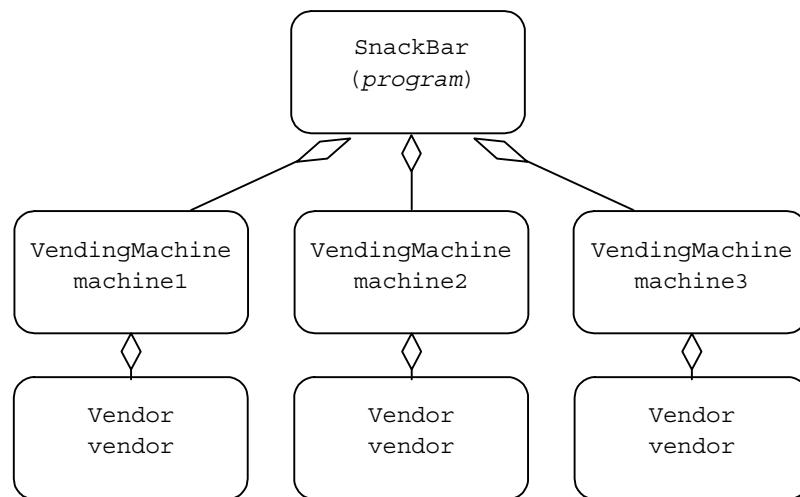 SnackBar
(program)
VendingMachine
machine1
VendingMachine
machine2
VendingMachine
machine3
Vendor
vendor
Vendor
vendor
Vendor
vendor